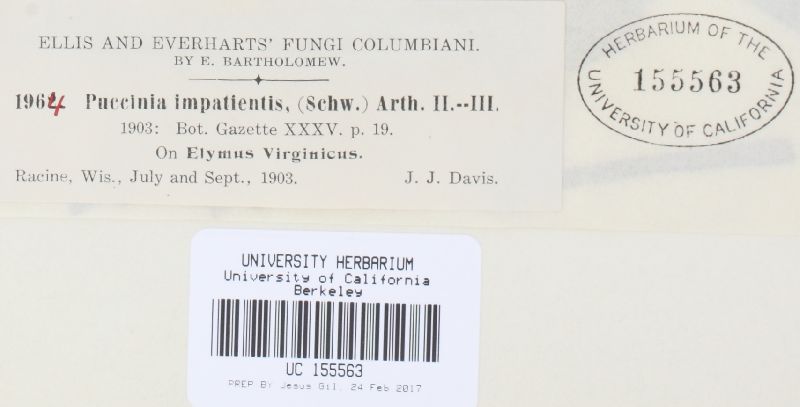 ELLIS AND EVERHARTS' FUNGI COLUMBIANI.
BY E. BARTHOLOMEW.
1964 Puccinia impatientis, (Schw.) Arth. II.--III.
1903: Bot. Gazette XXXV. p. 19.
On Elymus Virginicus.
Racine, Wis., July and Sept., 1903. J. J. Davis.
HERBARIUM OF THE
155563
UNIVERSITY OF CALIFORNIA
UNIVERSITY HERBARIUM
University of California
Berkeley
UC 155563
PREP BY Jesus Gil, 24 Feb 2017